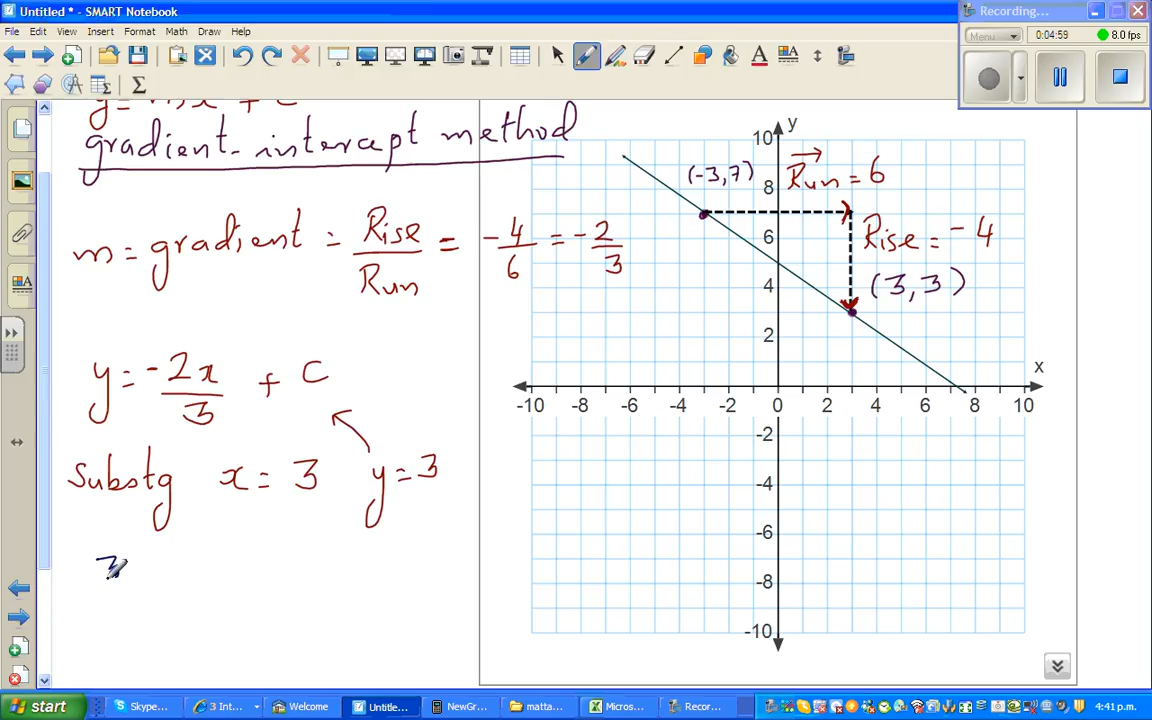 Untitled * - SMART Notebook
Recording...
File Edit View Insert Format Math Draw Help
Menu
0:04:59
8.0 fps
gradient-intercept method
m = gradient = Rise/Run = -4/6 = -2/3
y = -2x/3 + c
Substg x = 3 y = 3
3
10 y
(-3,7)
Run = 6
8
Rise = -4
6
(3, 3)
4
2
x
-10 -8 -6 -4 -2 0 2 4 6 8 10
-2
-4
-6
-8
-10
start
Skype...
3 Int...
Welcome
Untitle...
NewGr...
matta...
Micros...
Recor...
4:41 p.m.